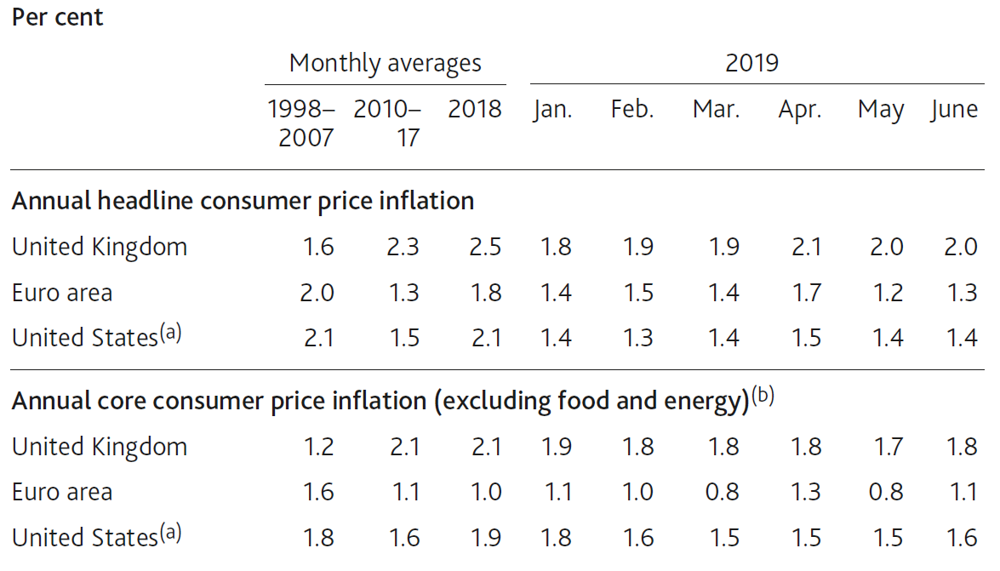 Per cent
Monthly averages 2019
1998– 2010– 2018 Jan. Feb. Mar. Apr. May June
2007 17
Annual headline consumer price inflation
United Kingdom 1.6 2.3 2.5 1.8 1.9 1.9 2.1 2.0 2.0
Euro area 2.0 1.3 1.8 1.4 1.5 1.4 1.7 1.2 1.3
United States(a) 2.1 1.5 2.1 1.4 1.3 1.4 1.5 1.4 1.4
Annual core consumer price inflation (excluding food and energy)(b)
United Kingdom 1.2 2.1 2.1 1.9 1.8 1.8 1.8 1.7 1.8
Euro area 1.6 1.1 1.0 1.1 1.0 0.8 1.3 0.8 1.1
United States(a) 1.8 1.6 1.9 1.8 1.6 1.5 1.5 1.5 1.6